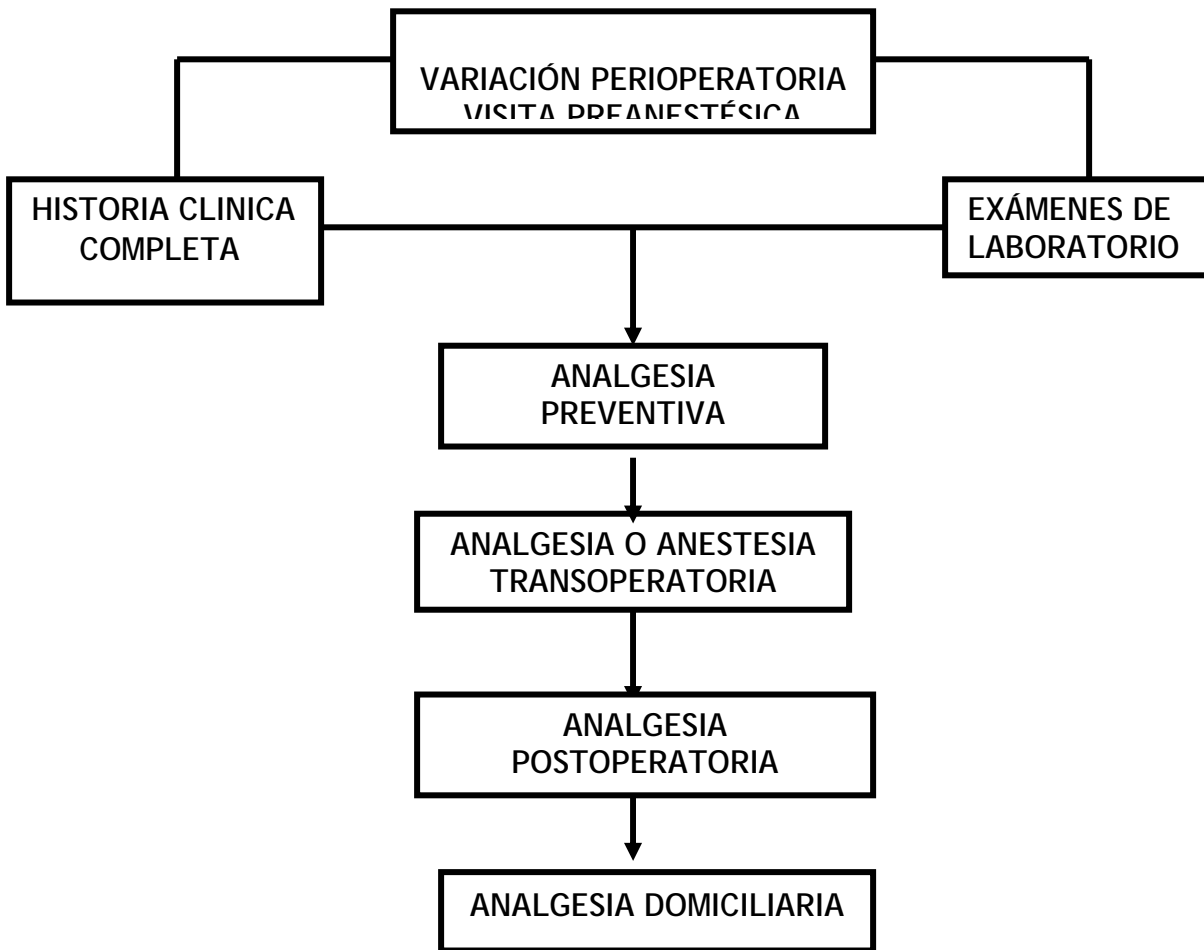 VARIACIÓN PERIOPERATORIA
VISITA PREANESTÉSICA
HISTORIA CLINICA
COMPLETA
EXÁMENES DE
LABORATORIO
ANALGESIA
PREVENTIVA
ANALGESIA O ANESTESIA
TRANSOPERATORIA
ANALGESIA
POSTOPERATORIA
ANALGESIA DOMICILIARIA